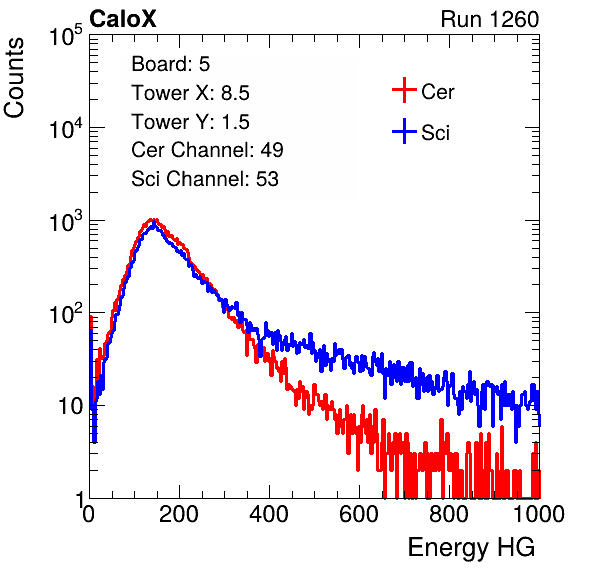 CaloX Run 1260
Counts
Board: 5
Tower X: 8.5
Tower Y: 1.5
Cer Channel: 49
Sci Channel: 53
Cer
Sci
10^5
10^4
10^3
10^2
10
1
0 200 400 600 800 1000
Energy HG